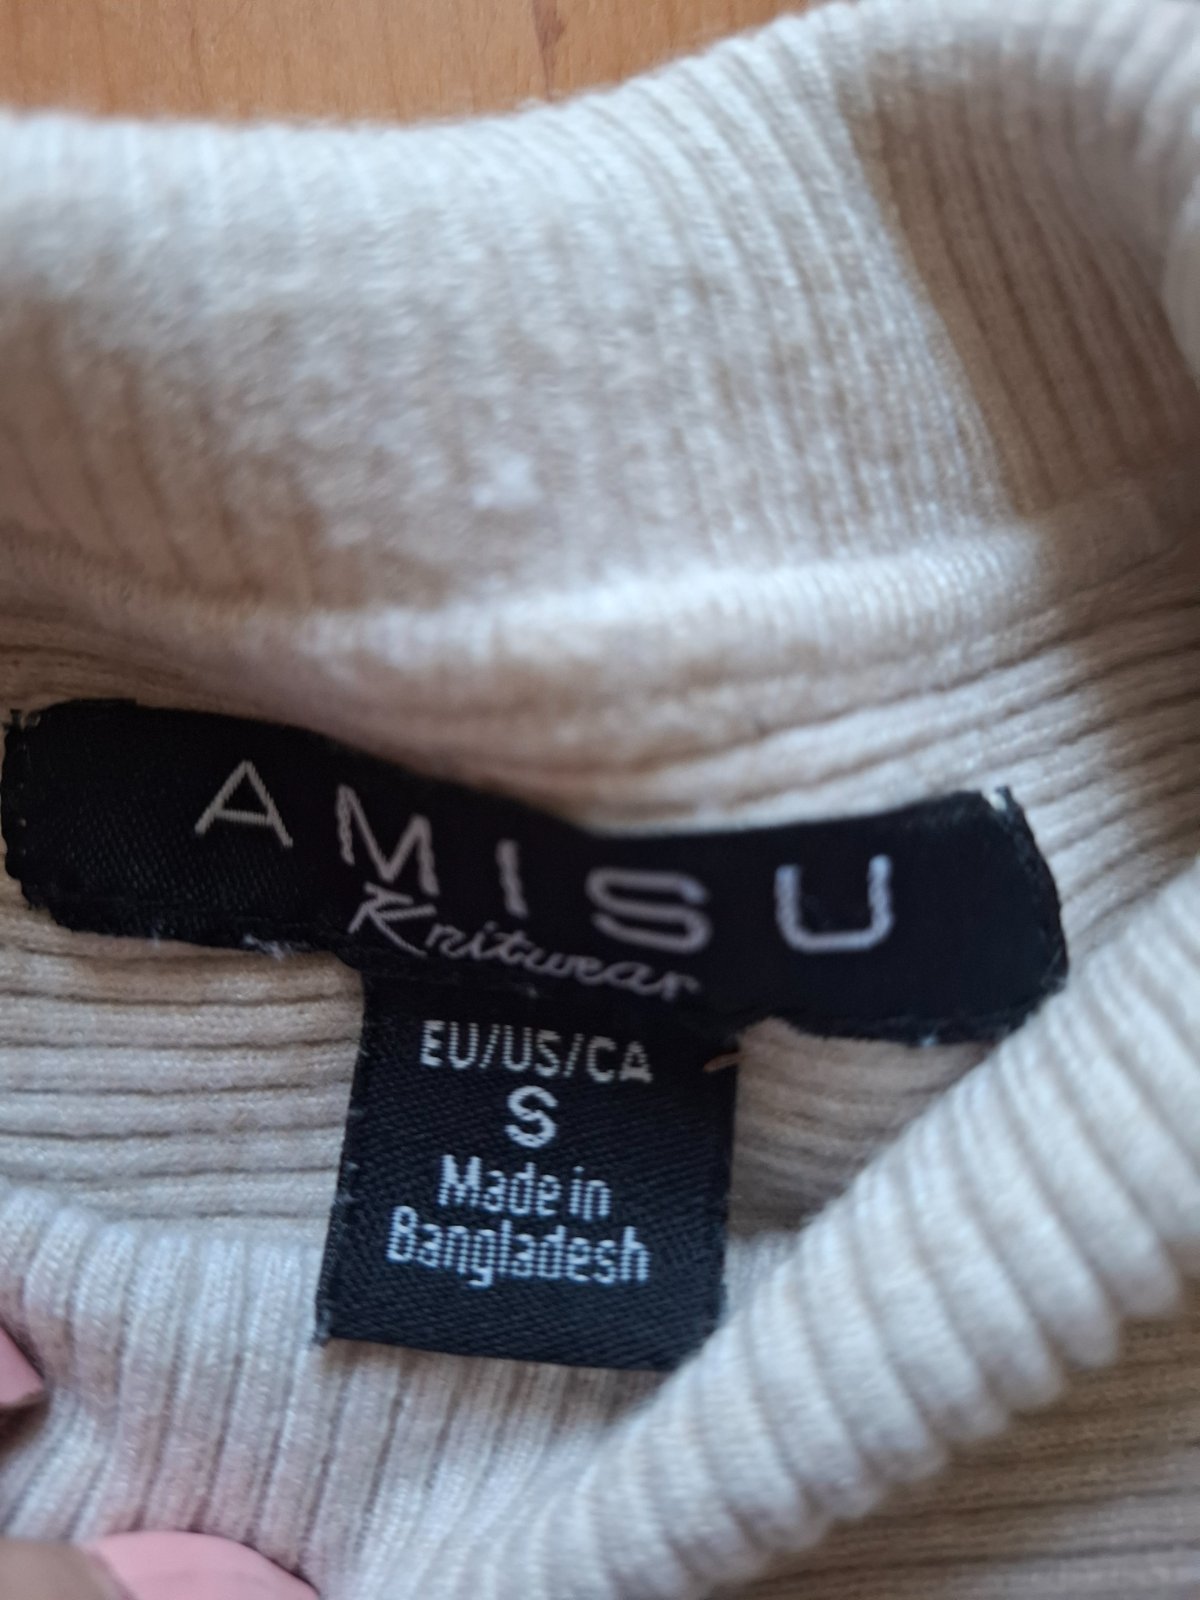 AMISU
Knitwear
EU/US/CA
S
Made in
Bangladesh